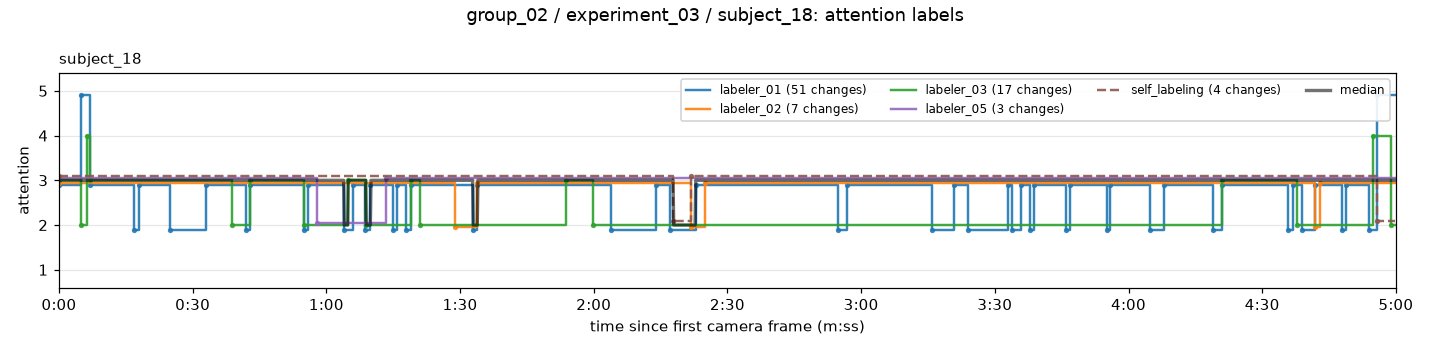 group_02 / experiment_03 / subject_18: attention labels
subject_18
labeler_01 (51 changes)
labeler_02 (7 changes)
labeler_03 (17 changes)
labeler_05 (3 changes)
self_labeling (4 changes)
median
attention
5
4
3
2
1
0:00 0:30 1:00 1:30 2:00 2:30 3:00 3:30 4:00 4:30 5:00
time since first camera frame (m:ss)